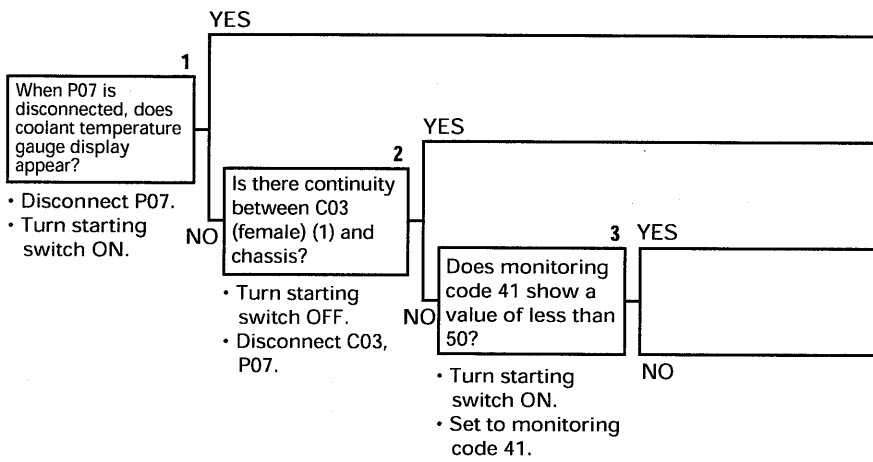 YES
1
When P07 is
disconnected, does
coolant temperature
gauge display
appear?
• Disconnect P07.
• Turn starting
switch ON.
NO
YES
2
Is there continuity
between C03
(female) (1) and
chassis?
• Turn starting
switch OFF.
• Disconnect C03,
P07.
NO
3
YES
Does monitoring
code 41 show a
value of less than
50?
• Turn starting
switch ON.
• Set to monitoring
code 41.
NO